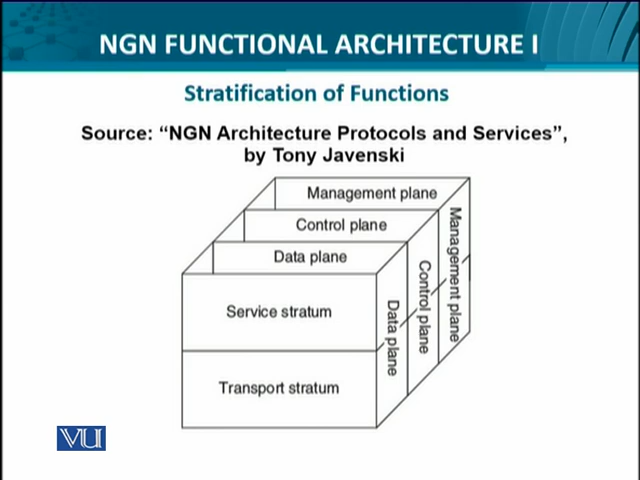 NGN FUNCTIONAL ARCHITECTURE I
Stratification of Functions
Source: “NGN Architecture Protocols and Services”,
by Tony Javenski
Management plane
Control plane
Data plane
Service stratum
Transport stratum
Data plane
Control plane
Management plane
VU